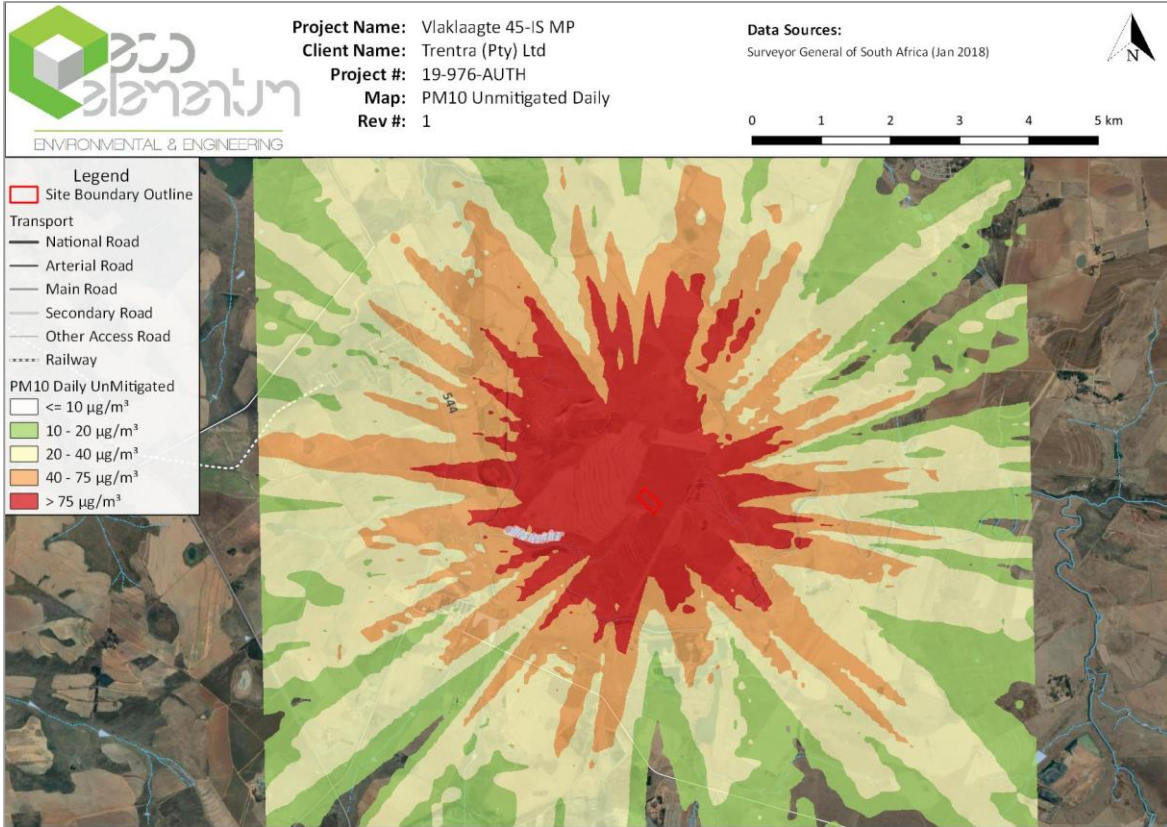 eco
elementum
ENVIRONMENTAL & ENGINEERING
Project Name: Vlaklaagte 45-IS MP
Client Name: Trentra (Pty) Ltd
Project #: 19-976-AUTH
Map: PM10 Unmitigated Daily
Rev #: 1
Data Sources:
Surveyor General of South Africa (Jan 2018)
N
0 1 2 3 4 5 km
Legend
Site Boundary Outline
Transport
National Road
Arterial Road
Main Road
Secondary Road
Other Access Road
Railway
PM10 Daily UnMitigated
<= 10 µg/m³
10 - 20 µg/m³
20 - 40 µg/m³
40 - 75 µg/m³
> 75 µg/m³
544